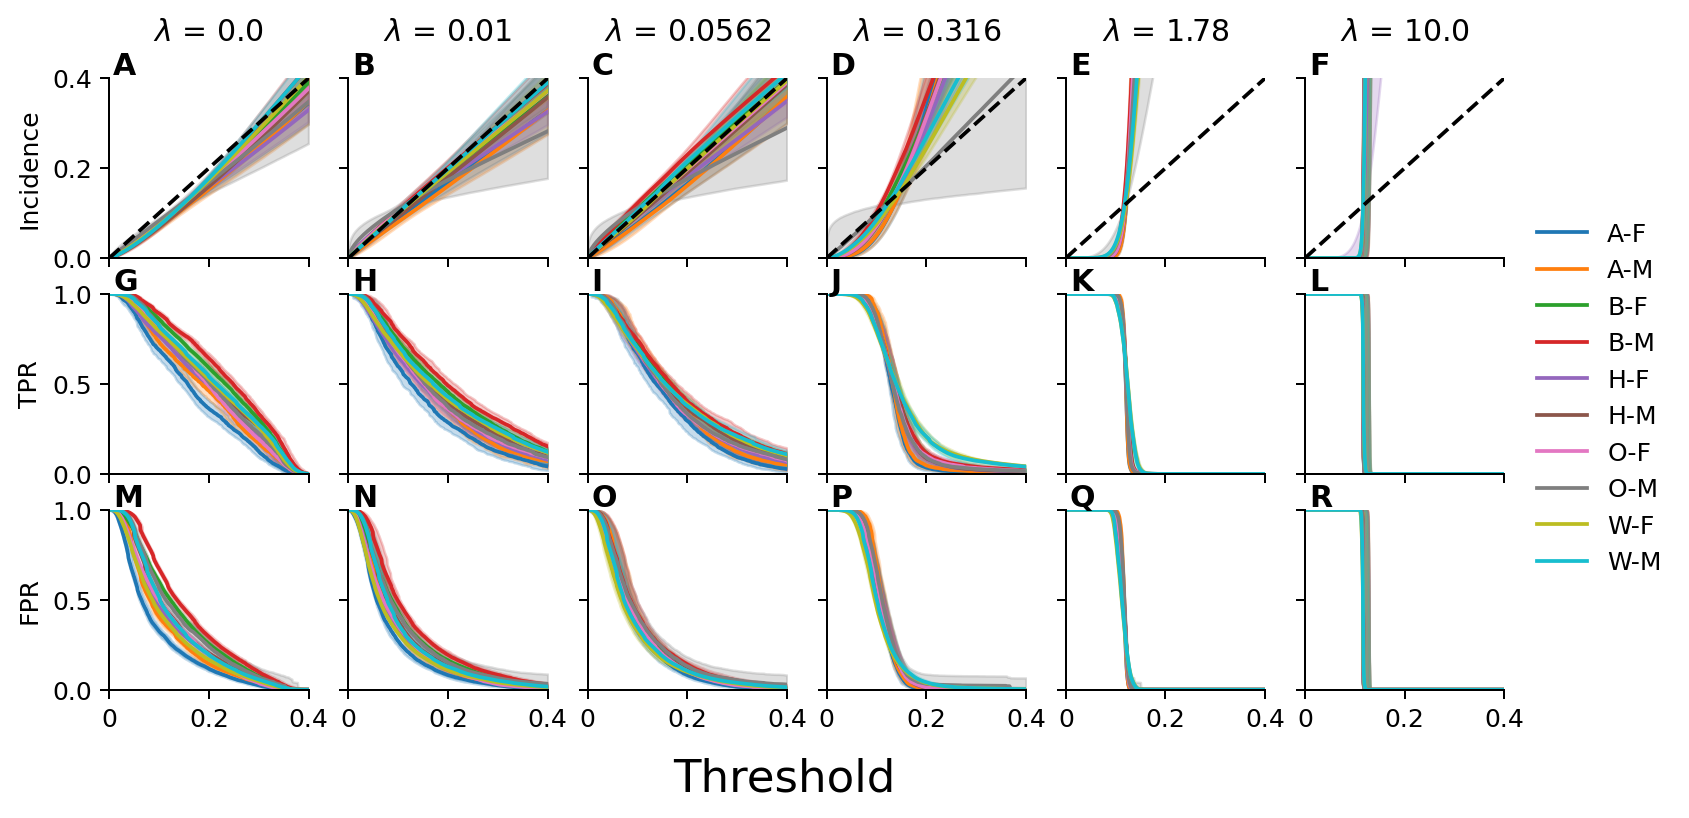 λ = 0.0 λ = 0.01 λ = 0.0562 λ = 0.316 λ = 1.78 λ = 10.0
A B C D E F
0.4
0.2
0.0
Incidence
G H I J K L
1.0
0.5
0.0
TPR
M N O P Q R
1.0
0.5
0.0
FPR
0 0.2 0.4 0 0.2 0.4 0 0.2 0.4 0 0.2 0.4 0 0.2 0.4 0 0.2 0.4
Threshold
A-F
A-M
B-F
B-M
H-F
H-M
O-F
O-M
W-F
W-M